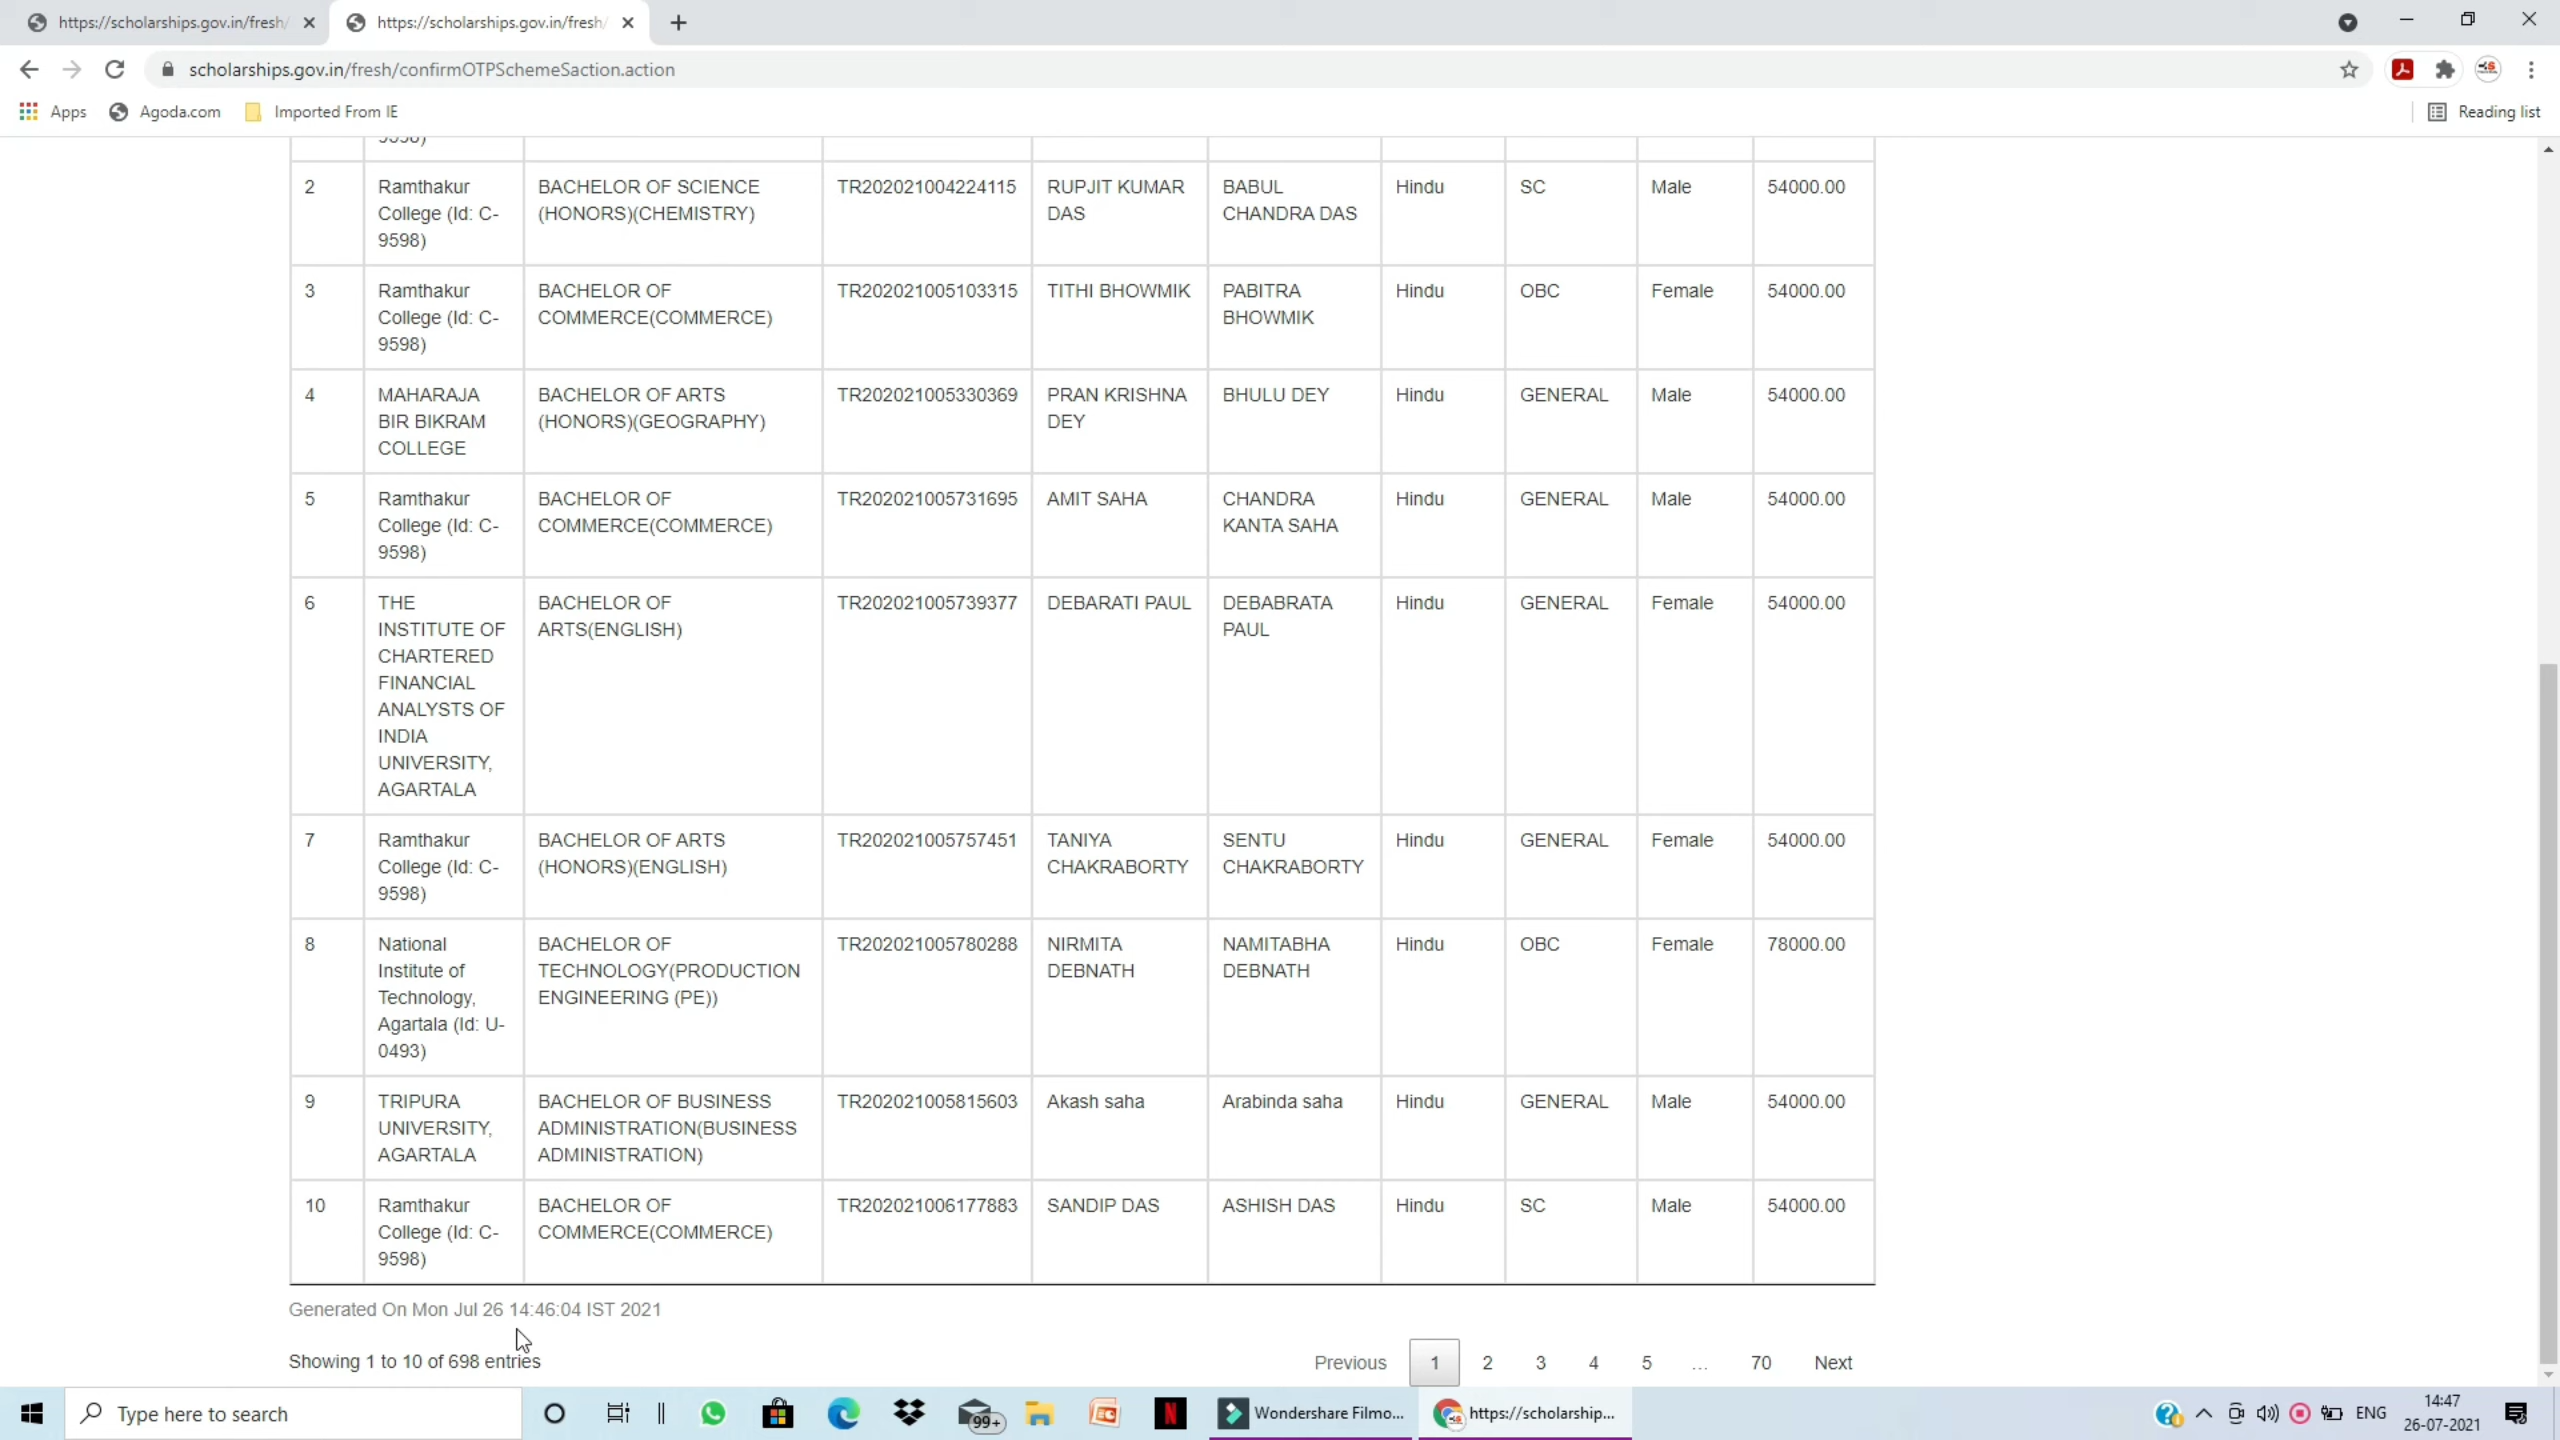 https://scholarships.gov.in/fresh/
https://scholarships.gov.in/fresh/
scholarships.gov.in/fresh/confirmOTPSchemeSaction.action
Apps
Agoda.com
Imported From IE
Reading list
9598)
2
Ramthakur
College (Id: C-
9598)
BACHELOR OF SCIENCE
(HONORS)(CHEMISTRY)
TR202021004224115
RUPJIT KUMAR
DAS
BABUL
CHANDRA DAS
Hindu
SC
Male
54000.00
3
Ramthakur
College (Id: C-
9598)
BACHELOR OF
COMMERCE(COMMERCE)
TR202021005103315
TITHI BHOWMIK
PABITRA
BHOWMIK
Hindu
OBC
Female
54000.00
4
MAHARAJA
BIR BIKRAM
COLLEGE
BACHELOR OF ARTS
(HONORS)(GEOGRAPHY)
TR202021005330369
PRAN KRISHNA
DEY
BHULU DEY
Hindu
GENERAL
Male
54000.00
5
Ramthakur
College (Id: C-
9598)
BACHELOR OF
COMMERCE(COMMERCE)
TR202021005731695
AMIT SAHA
CHANDRA
KANTA SAHA
Hindu
GENERAL
Male
54000.00
6
THE
INSTITUTE OF
CHARTERED
FINANCIAL
ANALYSTS OF
INDIA
UNIVERSITY,
AGARTALA
BACHELOR OF
ARTS(ENGLISH)
TR202021005739377
DEBARATI PAUL
DEBABRATA
PAUL
Hindu
GENERAL
Female
54000.00
7
Ramthakur
College (Id: C-
9598)
BACHELOR OF ARTS
(HONORS)(ENGLISH)
TR202021005757451
TANIYA
CHAKRABORTY
SENTU
CHAKRABORTY
Hindu
GENERAL
Female
54000.00
8
National
Institute of
Technology,
Agartala (Id: U-
0493)
BACHELOR OF
TECHNOLOGY(PRODUCTION
ENGINEERING (PE))
TR202021005780288
NIRMITA
DEBNATH
NAMITABHA
DEBNATH
Hindu
OBC
Female
78000.00
9
TRIPURA
UNIVERSITY,
AGARTALA
BACHELOR OF BUSINESS
ADMINISTRATION(BUSINESS
ADMINISTRATION)
TR202021005815603
Akash saha
Arabinda saha
Hindu
GENERAL
Male
54000.00
10
Ramthakur
College (Id: C-
9598)
BACHELOR OF
COMMERCE(COMMERCE)
TR202021006177883
SANDIP DAS
ASHISH DAS
Hindu
SC
Male
54000.00
Generated On Mon Jul 26 14:46:04 IST 2021
Showing 1 to 10 of 698 entries
Previous 1 2 3 4 5 ... 70 Next
Type here to search
99+
Wondershare Filmo...
https://scholarship...
ENG
14:47
26-07-2021